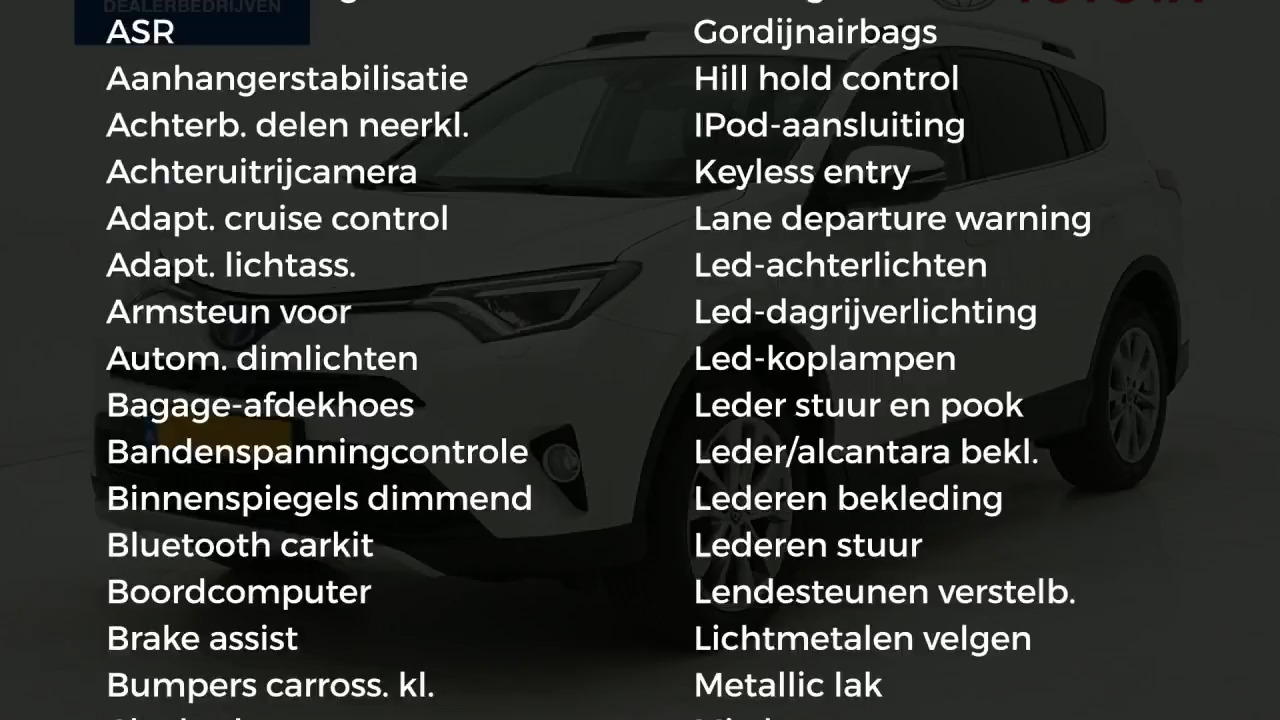 DEALERBEDRIJVEN
TOYOTA
ASR
Aanhangerstabilisatie
Achterb. delen neerkl.
Achteruitrijcamera
Adapt. cruise control
Adapt. lichtass.
Armsteun voor
Autom. dimlichten
Bagage-afdekhoes
Bandenspanningcontrole
Binnenspiegels dimmend
Bluetooth carkit
Boordcomputer
Brake assist
Bumpers carross. kl.
Gordijnairbags
Hill hold control
IPod-aansluiting
Keyless entry
Lane departure warning
Led-achterlichten
Led-dagrijverlichting
Led-koplampen
Leder stuur en pook
Leder/alcantara bekl.
Lederen bekleding
Lederen stuur
Lendesteunen verstelb.
Lichtmetalen velgen
Metallic lak